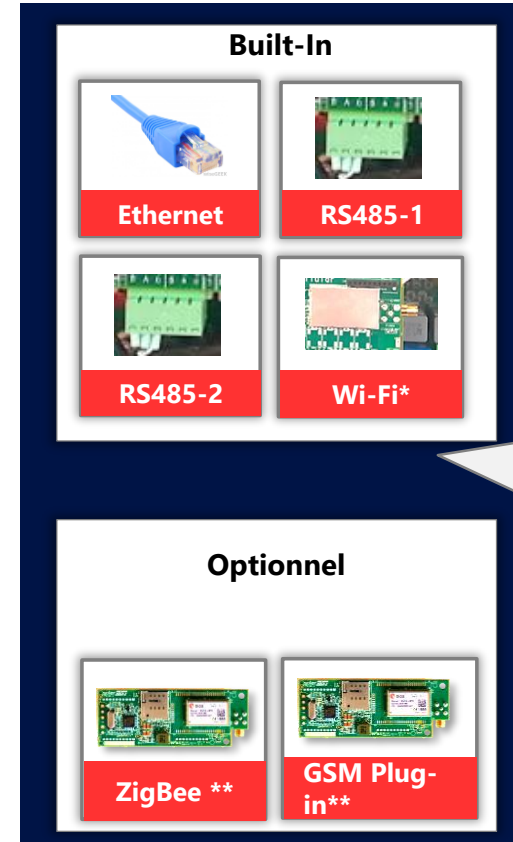 Built-In
Ethernet
RS485-1
RS485-2
Wi-Fi*
Optionnel
ZigBee **
GSM Plug-
in**